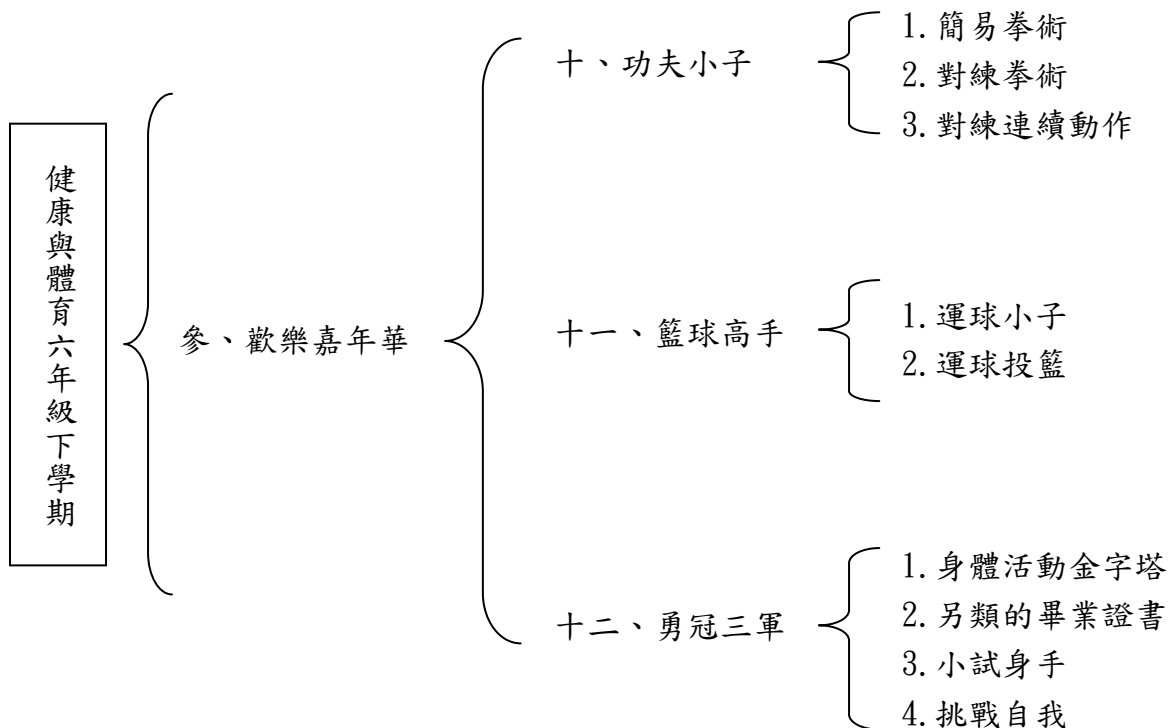 健康與體育六年級下學期
參、歡樂嘉年華
十、功夫小子
1.簡易拳術
2.對練拳術
3.對練連續動作
十一、籃球高手
1.運球小子
2.運球投籃
十二、勇冠三軍
1.身體活動金字塔
2.另類的畢業證書
3.小試身手
4.挑戰自我